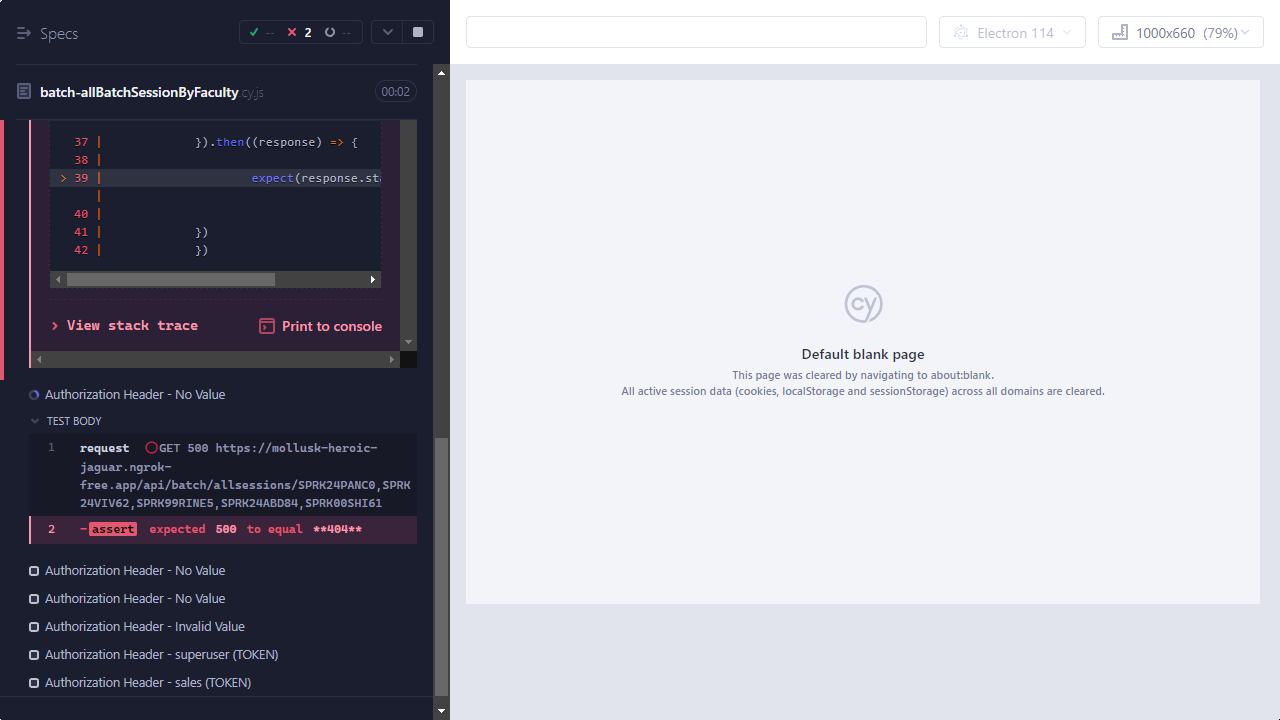 Specs
-- 2 --
batch-allBatchSessionByFaculty.cy.js 00:02
37 | }).then((response) => {
38 |
> 39 | expect(response.sta
|
40 |
41 | })
42 | })
View stack trace
Print to console
Authorization Header - No Value
TEST BODY
1 request GET 500 https://mollusk-heroic-
jaguar.ngrok-
free.app/api/batch/allsessions/SPRK24PANC0,SPRK
24VIV62,SPRK99RINE5,SPRK24ABD84,SPRK00SHI61
2 -assert expected 500 to equal **404**
Authorization Header - No Value
Authorization Header - No Value
Authorization Header - Invalid Value
Authorization Header - superuser (TOKEN)
Authorization Header - sales (TOKEN)
Electron 114
1000x660 (79%)
cy
Default blank page
This page was cleared by navigating to about:blank.
All active session data (cookies, localStorage and sessionStorage) across all domains are cleared.